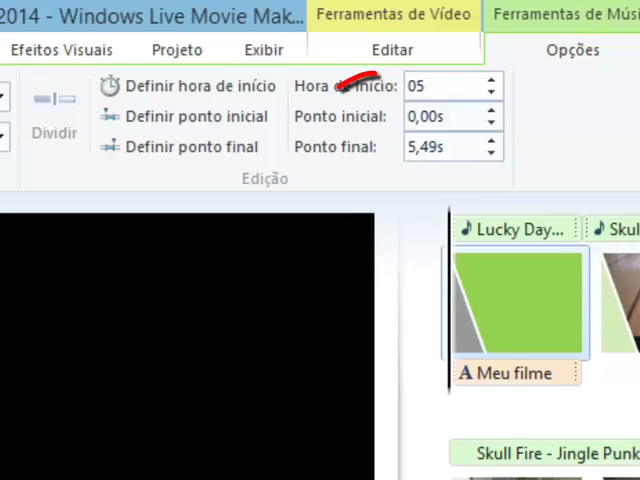 2014 - Windows Live Movie Mak...
Ferramentas de Vídeo
Ferramentas de Músi
Efeitos Visuais
Projeto
Exibir
Editar
Opções
Dividir
Definir hora de início
Definir ponto inicial
Definir ponto final
Hora de início: 05
Ponto inicial: 0,00s
Ponto final: 5,49s
Edição
Lucky Day...
Skul
A Meu filme
Skull Fire - Jingle Punk